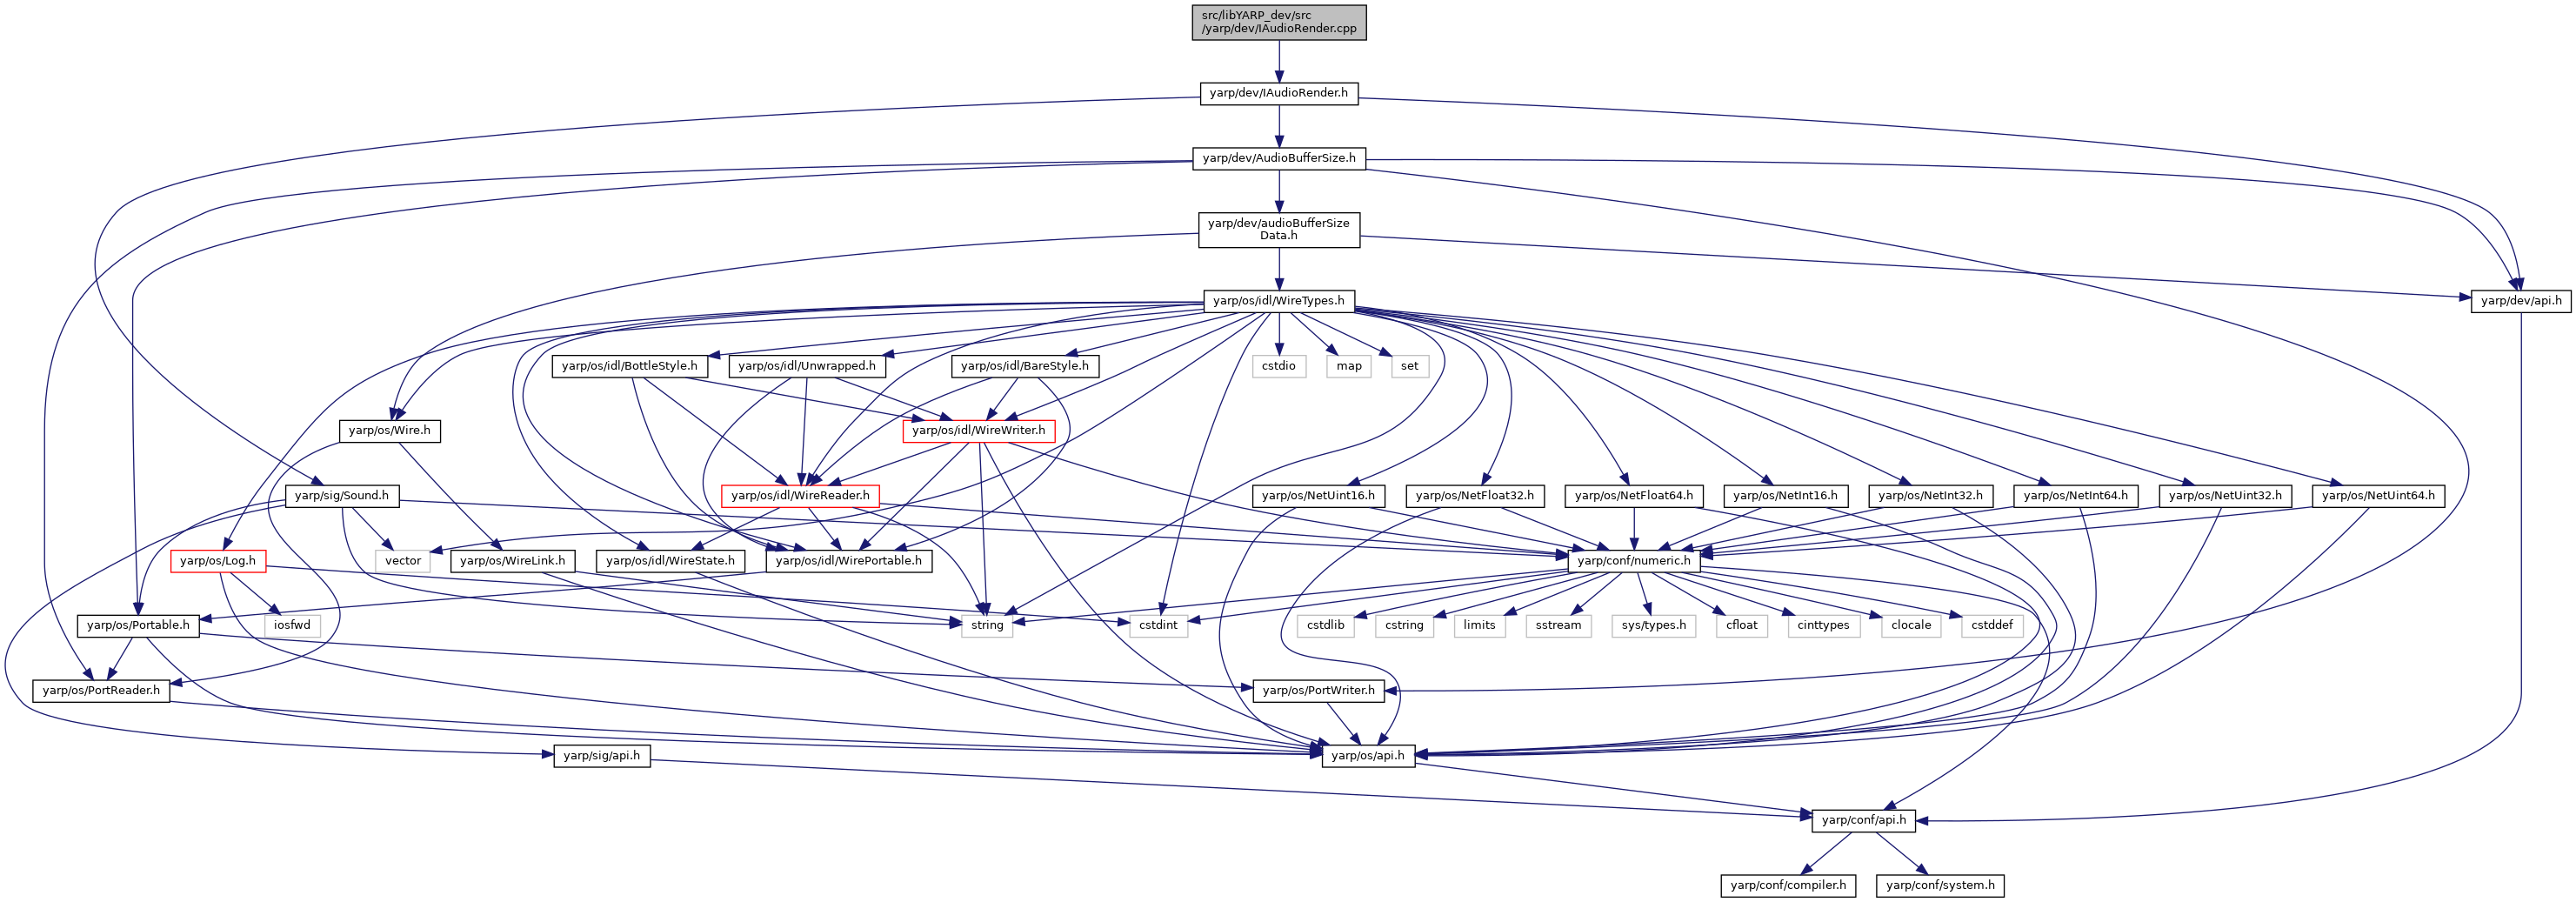 src/libYARP_dev/src
/yarp/dev/IAudioRender.cpp
yarp/dev/IAudioRender.h
yarp/dev/AudioBufferSize.h
yarp/dev/audioBufferSize
Data.h
yarp/os/idl/WireTypes.h
yarp/dev/api.h
yarp/os/idl/BottleStyle.h
yarp/os/idl/Unwrapped.h
yarp/os/idl/BareStyle.h
cstdio
map
set
yarp/os/Wire.h
yarp/os/idl/WireWriter.h
yarp/sig/Sound.h
yarp/os/idl/WireReader.h
yarp/os/NetUint16.h
yarp/os/NetFloat32.h
yarp/os/NetFloat64.h
yarp/os/NetInt16.h
yarp/os/NetInt32.h
yarp/os/NetInt64.h
yarp/os/NetUint32.h
yarp/os/NetUint64.h
yarp/os/Log.h
vector
yarp/os/WireLink.h
yarp/os/idl/WireState.h
yarp/os/idl/WirePortable.h
yarp/conf/numeric.h
yarp/os/Portable.h
iosfwd
string
cstdint
cstdlib
cstring
limits
sstream
sys/types.h
cfloat
cinttypes
clocale
cstddef
yarp/os/PortReader.h
yarp/os/PortWriter.h
yarp/sig/api.h
yarp/os/api.h
yarp/conf/api.h
yarp/conf/compiler.h
yarp/conf/system.h